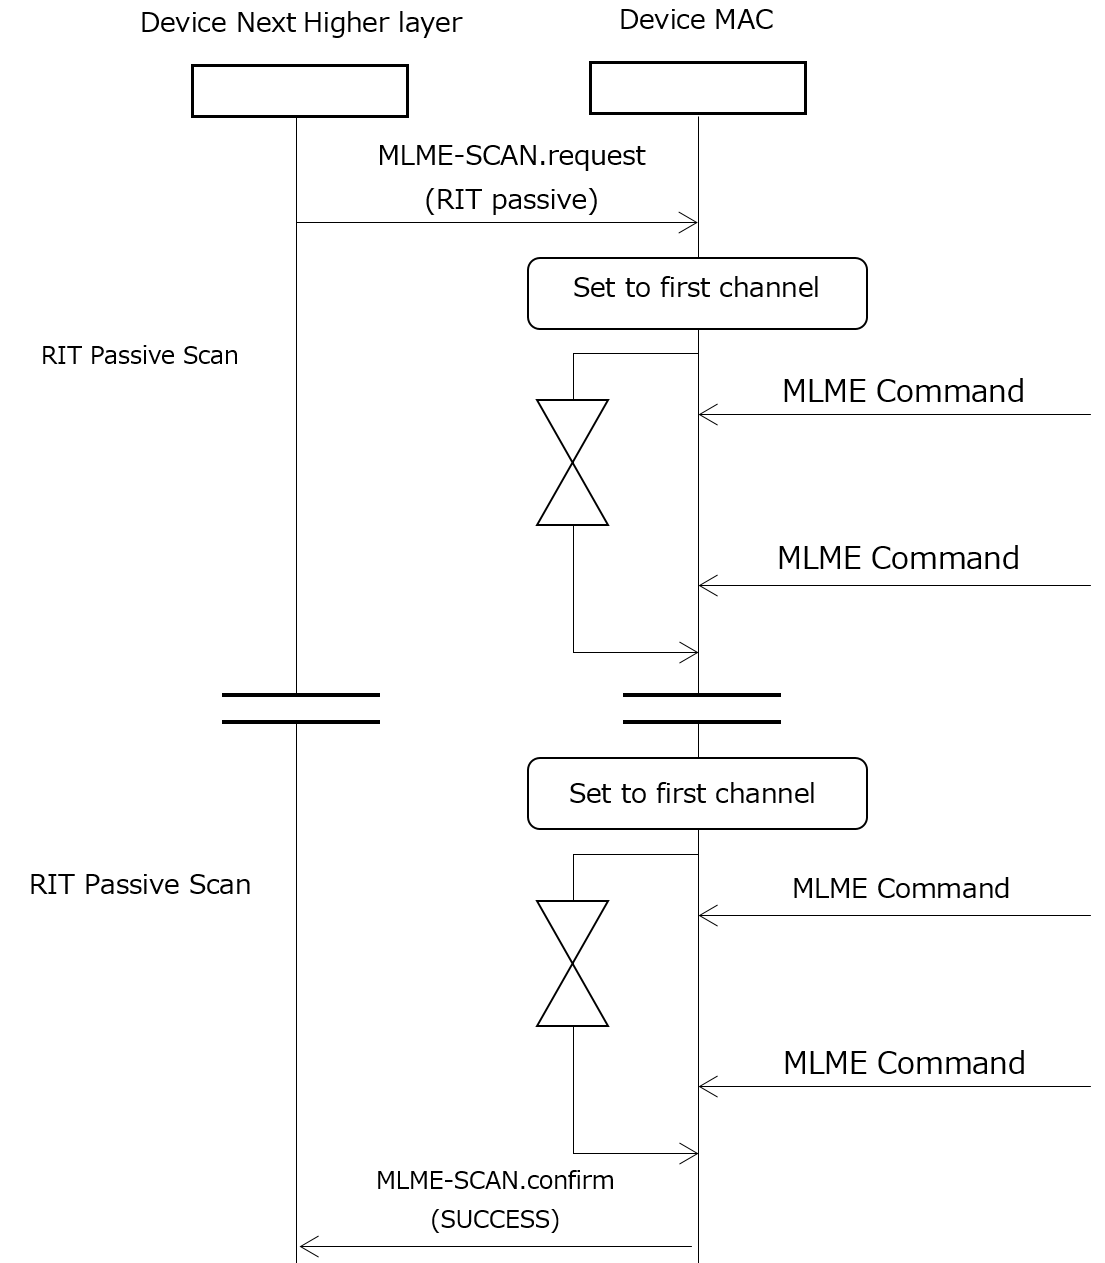 Device Next Higher layer
Device MAC
MLME-SCAN.request
(RIT passive)
Set to first channel
RIT Passive Scan
MLME Command
MLME Command
Set to first channel
RIT Passive Scan
MLME Command
MLME Command
MLME-SCAN.confirm
(SUCCESS)